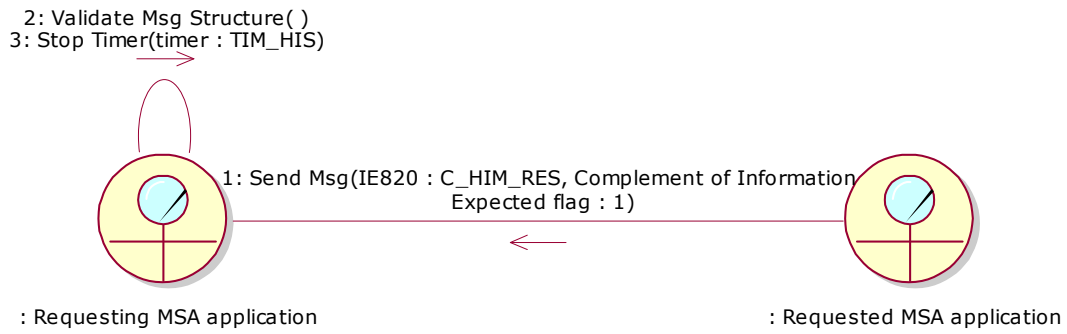 2: Validate Msg Structure( )
3: Stop Timer(timer : TIM_HIS)
1: Send Msg(IE820 : C_HIM_RES, Complement of Information
Expected flag : 1)
: Requesting MSA application
: Requested MSA application